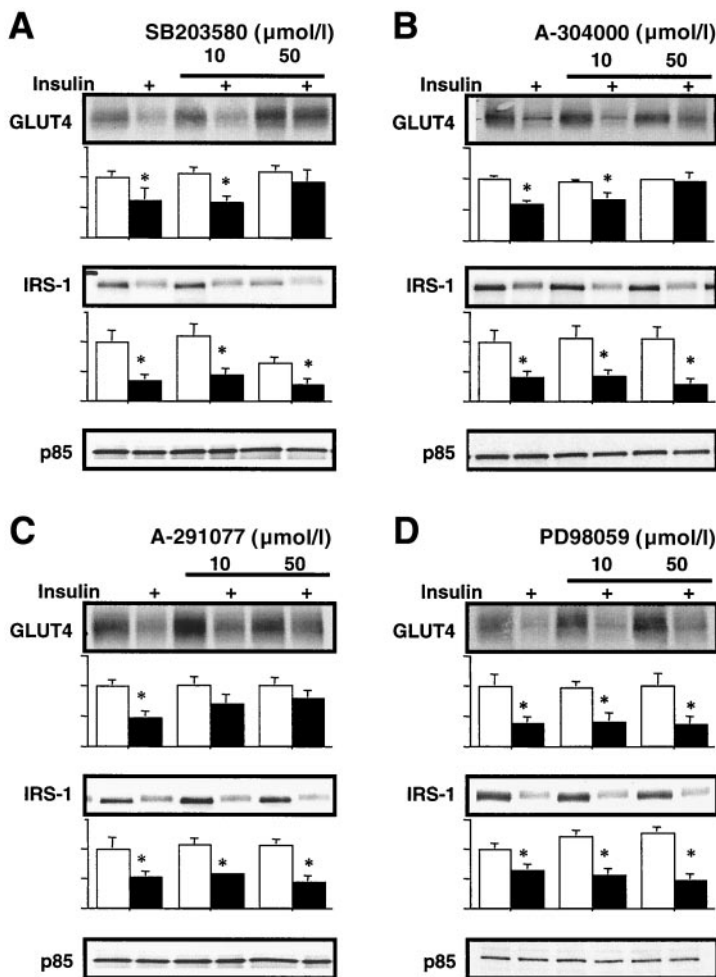 A
SB203580 (μmol/l)
10 50
Insulin + + +
GLUT4
* *
IRS-1
* * *
p85
B
A-304000 (μmol/l)
10 50
+ + +
GLUT4
* *
IRS-1
* * *
p85
C
A-291077 (μmol/l)
10 50
Insulin + + +
GLUT4
*
IRS-1
* * *
p85
D
PD98059 (μmol/l)
10 50
Insulin + + +
GLUT4
* * *
IRS-1
* * *
p85